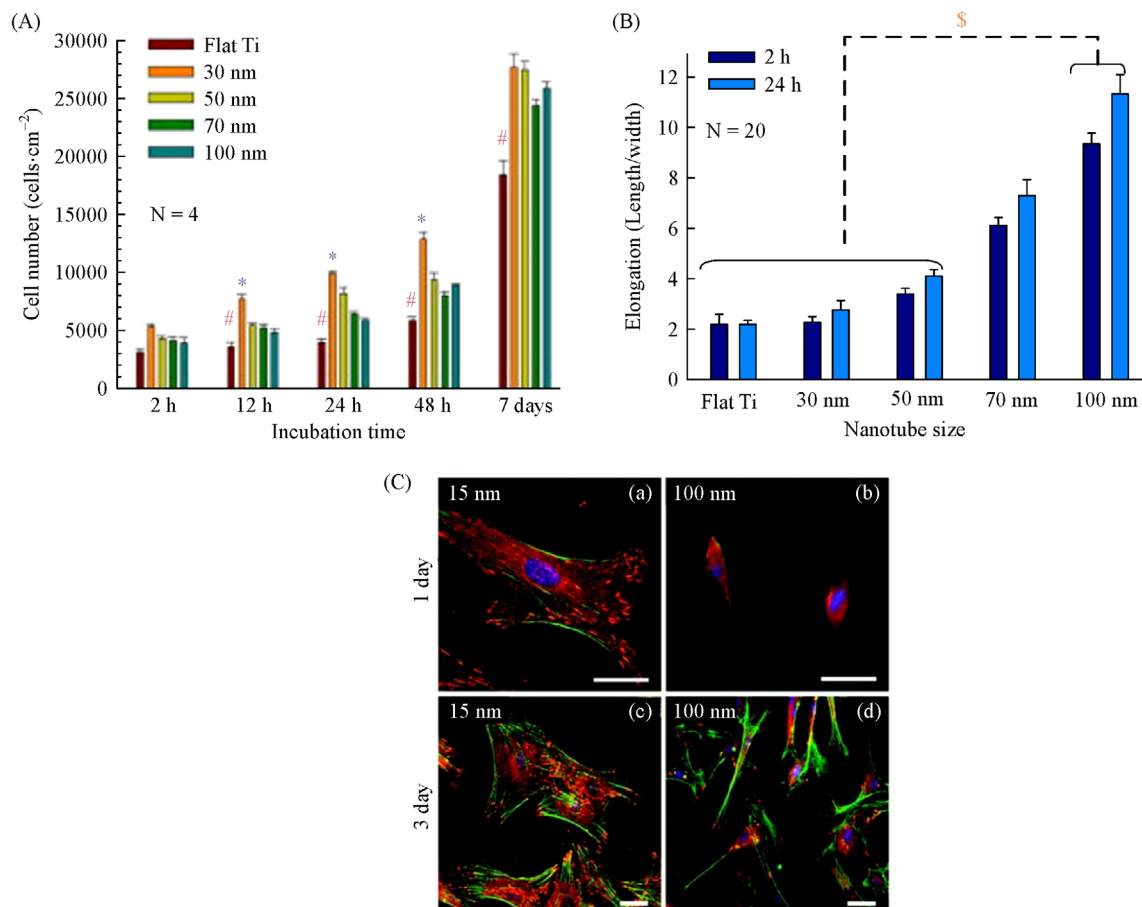 (A)
30000
25000
20000
15000
10000
5000
0
Cell number (cells·cm⁻²)
Flat Ti
30 nm
50 nm
70 nm
100 nm
N = 4
#
*
#
*
#
*
#
#
2 h
12 h
24 h
48 h
7 days
Incubation time
(B)
$
12
10
8
6
4
2
0
Elongation (Length/width)
2 h
24 h
N = 20
Flat Ti
30 nm
50 nm
70 nm
100 nm
Nanotube size
(C)
1 day
15 nm
(a)
100 nm
(b)
3 day
15 nm
(c)
100 nm
(d)